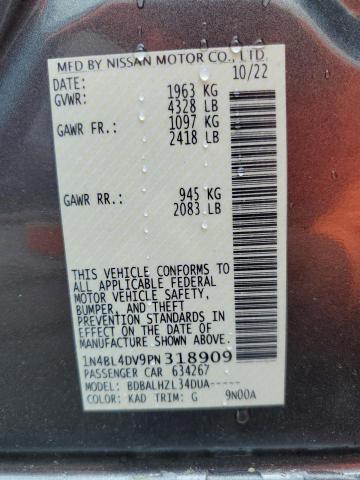 MFD BY NISSAN MOTOR CO., LTD.
DATE: 10/22
GVWR: 1963 KG
4328 LB
GAWR FR.: 1097 KG
2418 LB
GAWR RR.: 945 KG
2083 LB
THIS VEHICLE CONFORMS TO
ALL APPLICABLE FEDERAL
MOTOR VEHICLE SAFETY,
BUMPER, AND THEFT
PREVENTION STANDARDS IN
EFFECT ON THE DATE OF
MANUFACTURE SHOWN ABOVE.
1N4BL4DV9PN318909
PASSENGER CAR 634267
MODEL: BDBALHZL34DUA-----
COLOR: KAD TRIM: G 9N00A